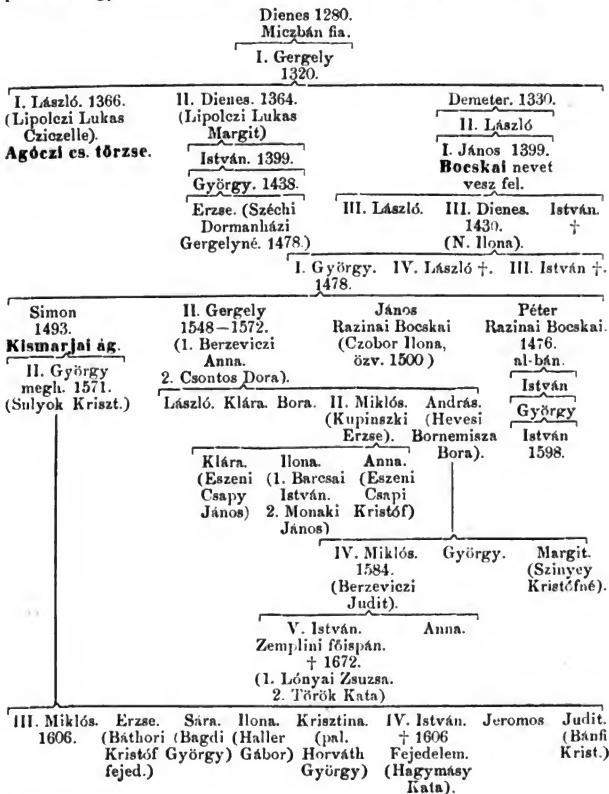 Dienes 1280.
Miczbán fia.
I. Gergely
1320.
I. László. 1366. II. Dienes. 1364. Demeter. 1330.
(Lipolczi Lukas (Lipolczi Lukas II. László
Cziczelle). Margit) I. János 1399.
Agóczi cs. törzse. István. 1399. Bocskai nevet
György. 1438. vesz fel.
Erzse. (Széchi III. László. III. Dienes. István.
Dormanházi 1430. †
Gergelyné. 1478.) (N. Ilona).
I. György. IV. László †. III. István †.
1478.
Simon II. Gergely János Péter
1493. 1548–1572. Razinai Bocskai Razinai Bocskai.
Kismarjai ág. (1. Berzeviczi (Czobor Ilona, 1476.
II. György Anna. özv. 1500) al-bán.
megh. 1571. 2. Csontos Dora). István
(Sulyok Kriszt.) László. Klára. Bora. II. Miklós. András. György
(Kupinszki (Hevesi István
Erzse). Bornemisza 1598.
Bora).
Klára. Ilona. Anna.
(Eszeni (1. Barcsai (Eszeni
Csapy István. Csapi
János) 2. Monaki Kristóf)
János)
IV. Miklós. György. Margit.
1584. (Szinyey
(Berzeviczi Kristófné).
Judit).
V. István. Anna.
Zemplini főispán.
† 1672.
(1. Lónyai Zsuzsa.
2. Török Kata)
III. Miklós. Erzse. Sára. Ilona. Krisztina. IV. István. Jeromos Judit.
1606. (Báthori (Bagdi (Haller (pal. † 1606 (Bánfi
Kristóf György) Gábor) Horváth Fejedelem. Krist.)
fejed.) György) (Hagymásy
Kata).